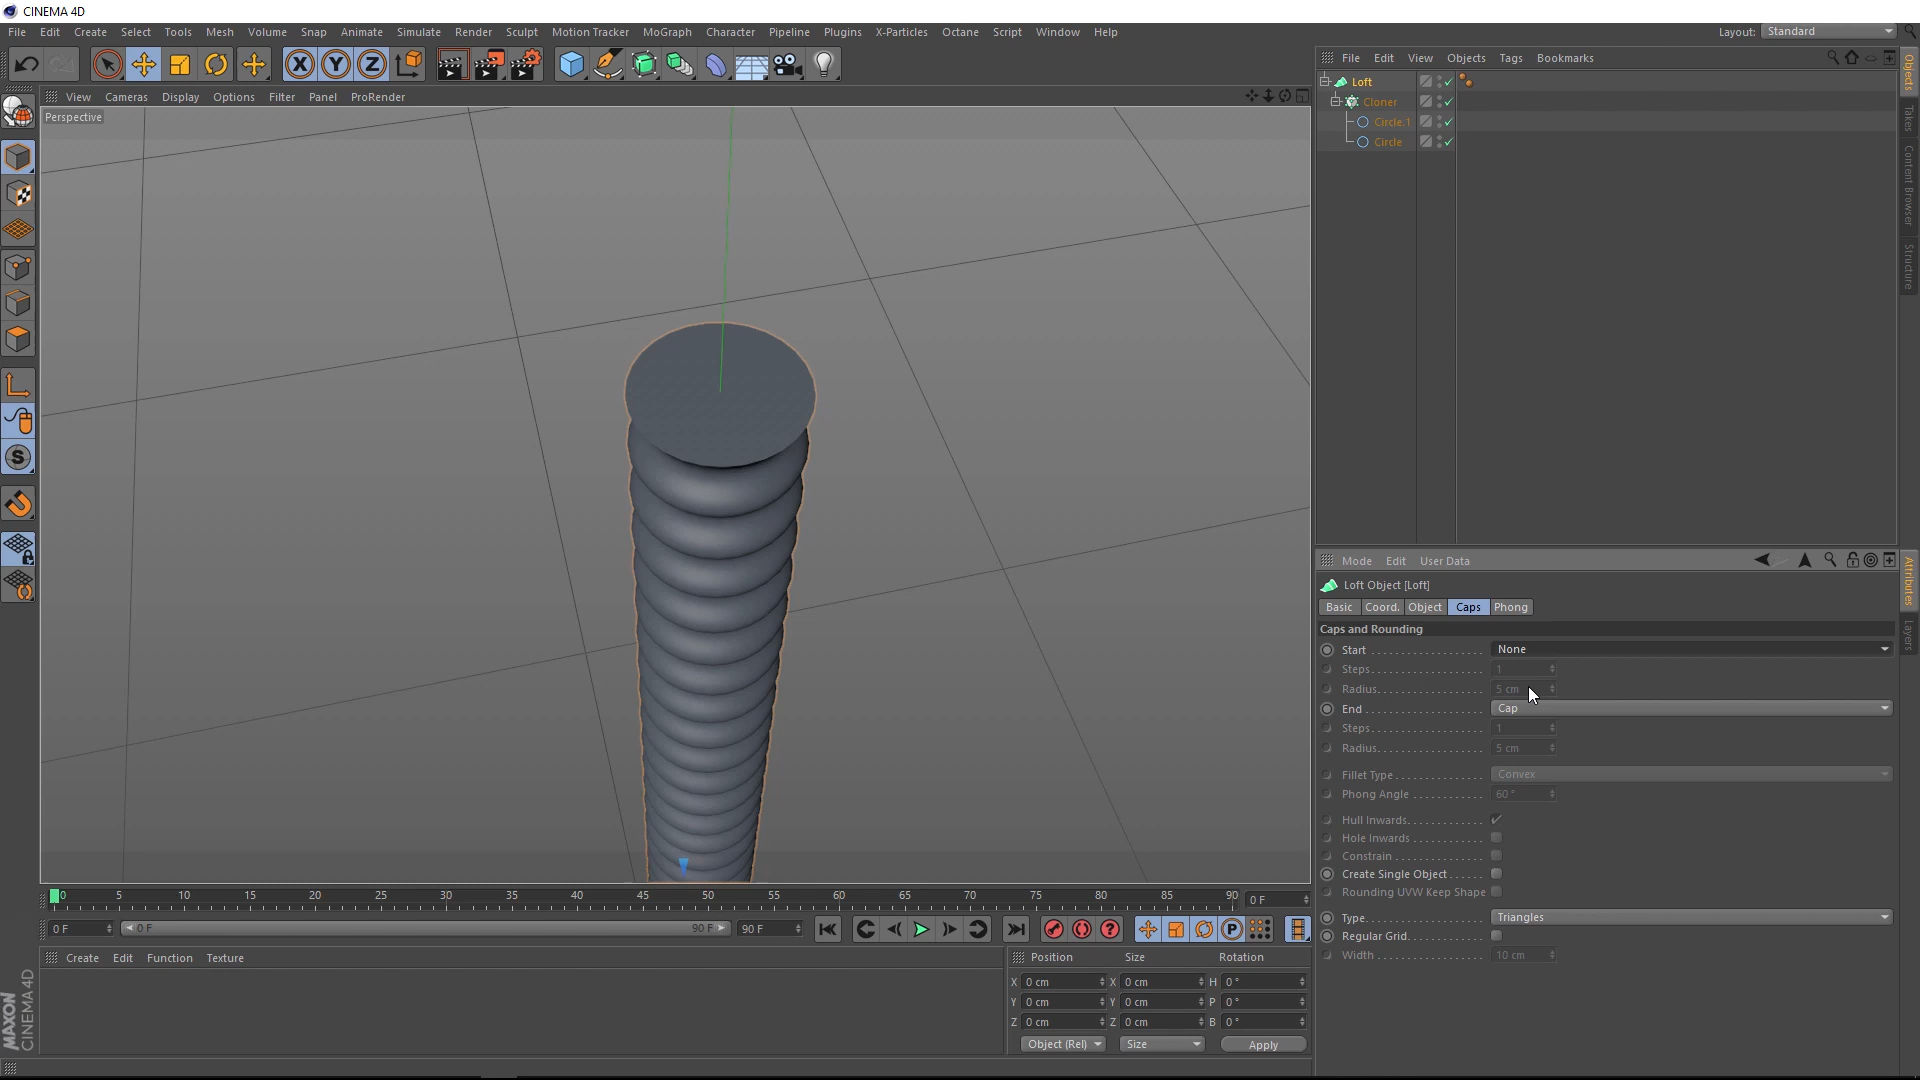 CINEMA 4D
File Edit Create Select Tools Mesh Volume Snap Animate Simulate Render Sculpt Motion Tracker MoGraph Character Pipeline Plugins X-Particles Octane Script Window Help
Layout: Standard
X Y Z
File Edit View Objects Tags Bookmarks
View Cameras Display Options Filter Panel ProRender
Perspective
Loft
Cloner
Circle.1
Circle
Objects
Takes
Content Browser
Structure
S
Mode Edit User Data
Loft Object [Loft]
Basic Coord. Object Caps Phong
Caps and Rounding
Start None
Steps 1
Radius 5 cm
End Cap
Steps 1
Radius 5 cm
Fillet Type Convex
Phong Angle 60 °
Hull Inwards
Hole Inwards
Constrain
Create Single Object
Rounding UVW Keep Shape
Type Triangles
Regular Grid
Width 10 cm
Attributes
Layers
0 5 10 15 20 25 30 35 40 45 50 55 60 65 70 75 80 85 90 0 F
0 F 0 F 90 F 90 F
P
Create Edit Function Texture
Position Size Rotation
X 0 cm X 0 cm H 0 °
Y 0 cm Y 0 cm P 0 °
Z 0 cm Z 0 cm B 0 °
Object (Rel) Size Apply
MAXON
CINEMA 4D